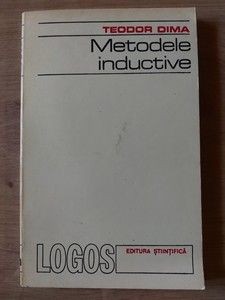 TEODOR DIMA
Metodele
inductive
LOGOS
EDITURA ŞTIINŢIFICĂ